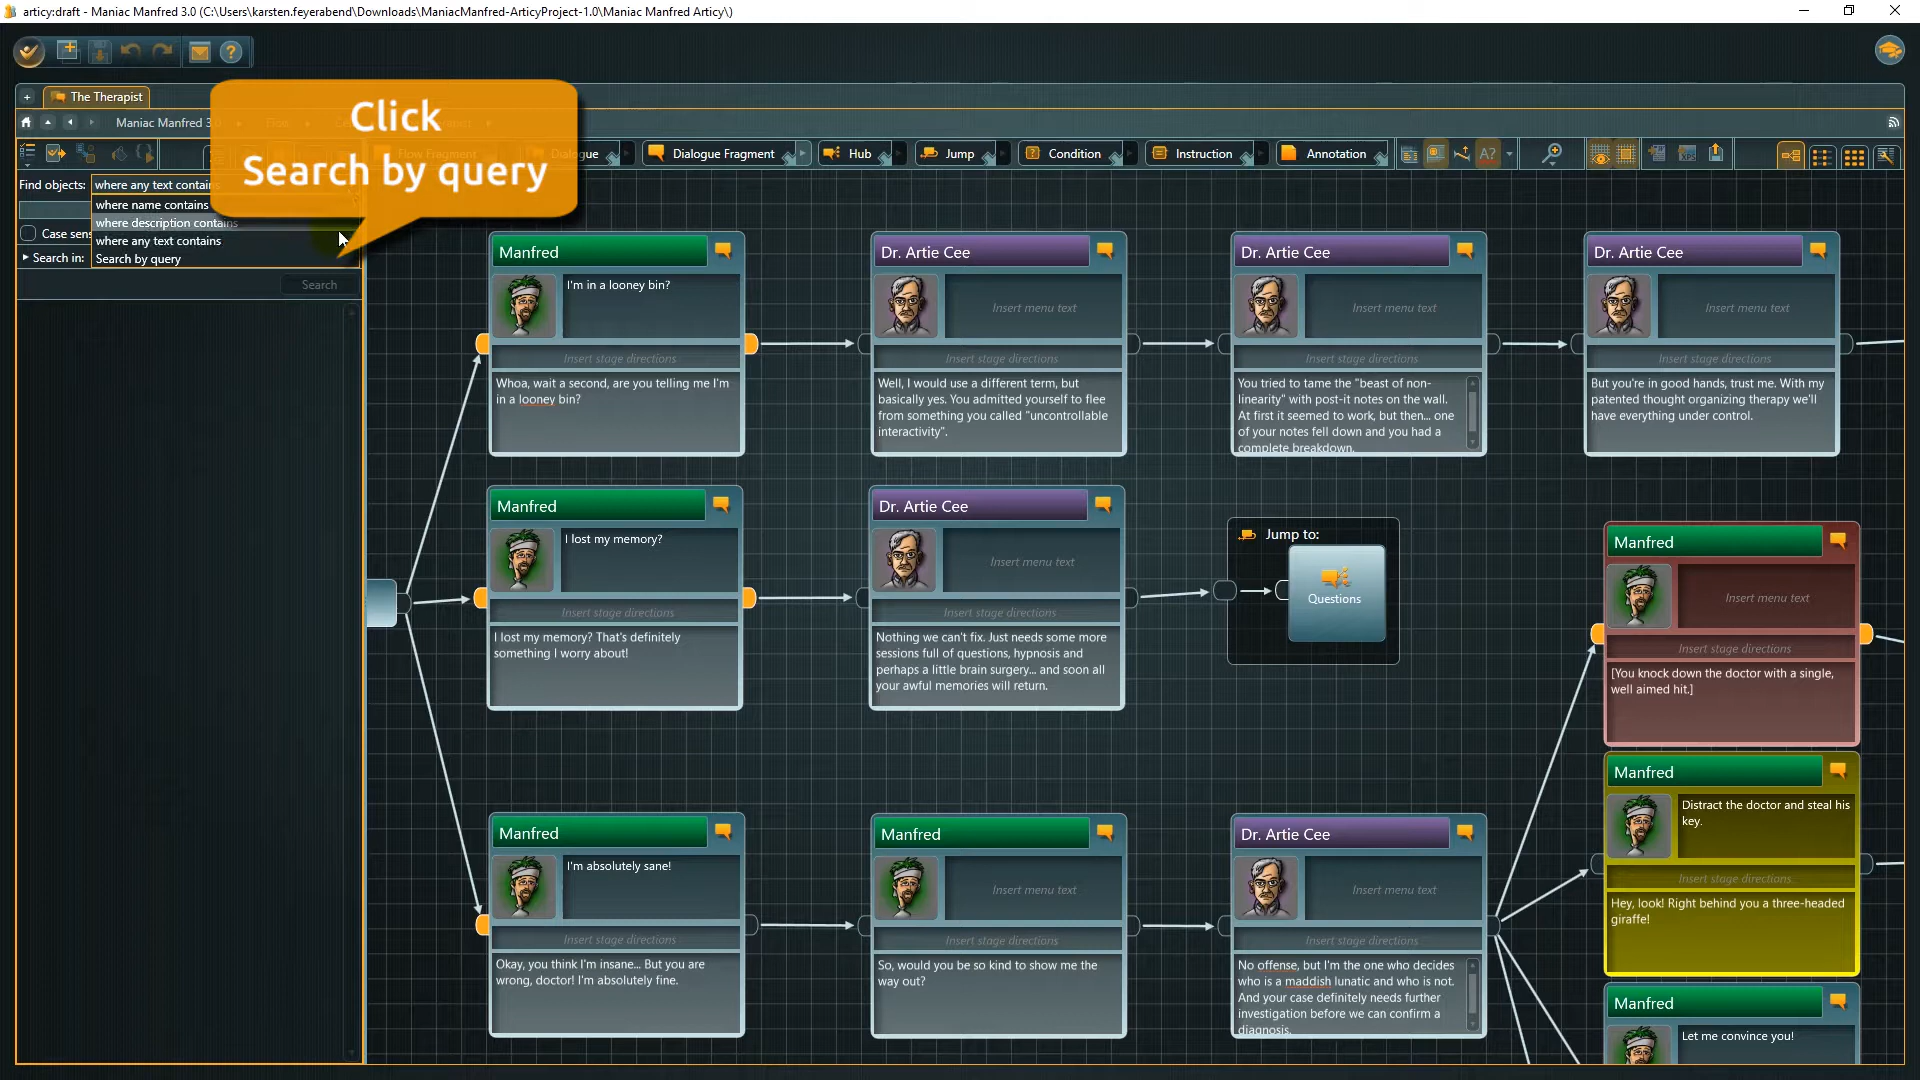 articy:draft - Maniac Manfred 3.0 (C:\Users\karsten.feyerabend\Downloads\ManiacManfred-ArticyProject-1.0\Maniac Manfred Articy\)
The Therapist
Maniac Manfred 3.0
Click
Search by query
Flow Fragment
Dialogue
Dialogue Fragment
Hub
Jump
Condition
Instruction
Annotation
Find objects:
where any text contains
where name contains
where description contains
where any text contains
Search by query
Case sens
Search in:
Search
Manfred
I'm in a looney bin?
Insert stage directions
Whoa, wait a second, are you telling me I'm
in a looney bin?
Dr. Artie Cee
Insert menu text
Insert stage directions
Well, I would use a different term, but
basically yes. You admitted yourself to flee
from something you called "uncontrollable
interactivity".
Dr. Artie Cee
Insert menu text
Insert stage directions
You tried to tame the "beast of non-
linearity" with post-it notes on the wall.
At first it seemed to work, but then... one
of your notes fell down and you had a
complete breakdown.
Dr. Artie Cee
Insert menu text
Insert stage directions
But you're in good hands, trust me. With my
patented thought organizing therapy we'll
have everything under control.
Manfred
I lost my memory?
Insert stage directions
I lost my memory? That's definitely
something I worry about!
Dr. Artie Cee
Insert menu text
Insert stage directions
Nothing we can't fix. Just needs some more
sessions full of questions, hypnosis and
perhaps a little brain surgery... and soon all
your awful memories will return.
Jump to:
Questions
Manfred
Insert menu text
Insert stage directions
[You knock down the doctor with a single,
well aimed hit.]
Manfred
Distract the doctor and steal his
key.
Insert stage directions
Hey, look! Right behind you a three-headed
giraffe!
Manfred
I'm absolutely sane!
Insert stage directions
Okay, you think I'm insane... But you are
wrong, doctor! I'm absolutely fine.
Manfred
Insert menu text
Insert stage directions
So, would you be so kind to show me the
way out?
Dr. Artie Cee
Insert menu text
Insert stage directions
No offense, but I'm the one who decides
who is a maddish lunatic and who is not.
And your case definitely needs further
investigation before we can confirm a
diagnosis.
Manfred
Let me convince you!